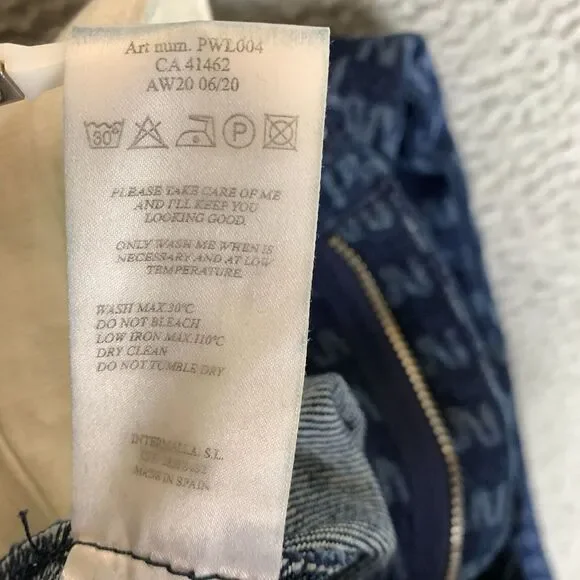 Art num. PWL004
CA 41462
AW20 06/20
30°
P
PLEASE TAKE CARE OF ME
AND I'LL KEEP YOU
LOOKING GOOD.
ONLY WASH ME WHEN IS
NECESSARY AND AT LOW
TEMPERATURE.
WASH MAX.30°C
DO NOT BLEACH
LOW IRON MAX.110°C
DRY CLEAN
DO NOT TUMBLE DRY
INTERMALLA, S.L.
MADE IN SPAIN